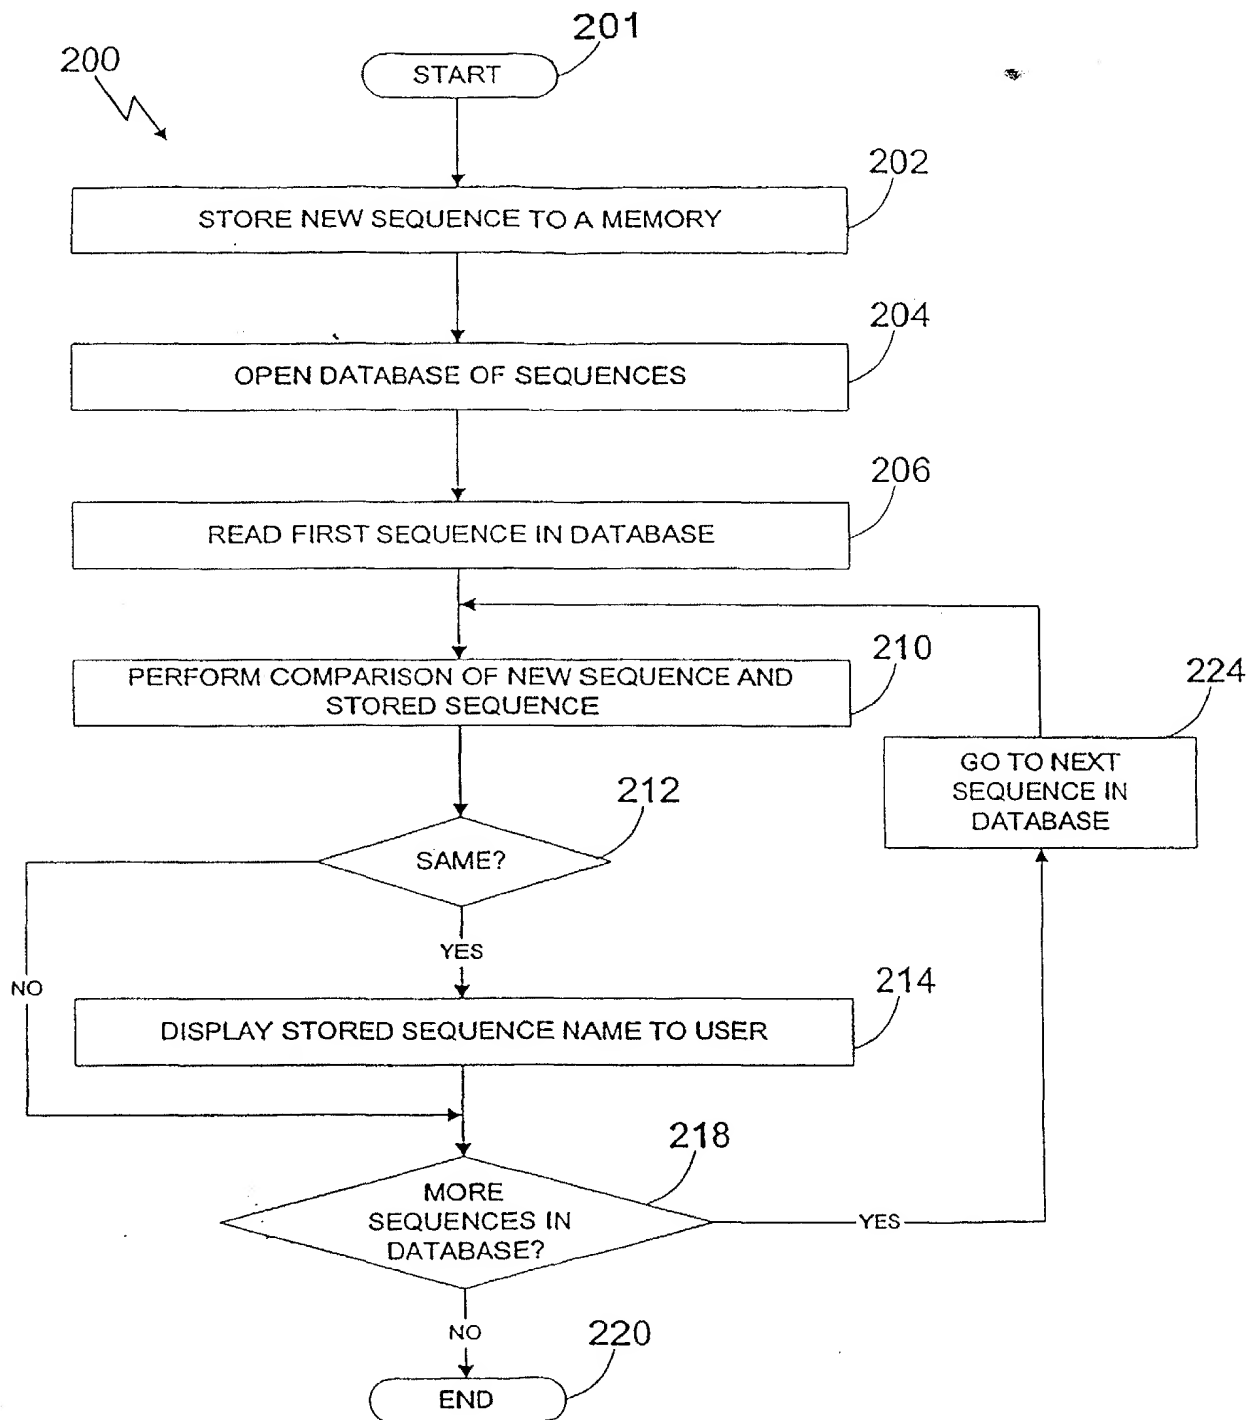 201
200
START
202
STORE NEW SEQUENCE TO A MEMORY
204
OPEN DATABASE OF SEQUENCES
206
READ FIRST SEQUENCE IN DATABASE
210
PERFORM COMPARISON OF NEW SEQUENCE AND
STORED SEQUENCE
224
GO TO NEXT
SEQUENCE IN
DATABASE
212
SAME?
YES
NO
214
DISPLAY STORED SEQUENCE NAME TO USER
218
MORE
SEQUENCES IN
DATABASE?
YES
NO
220
END